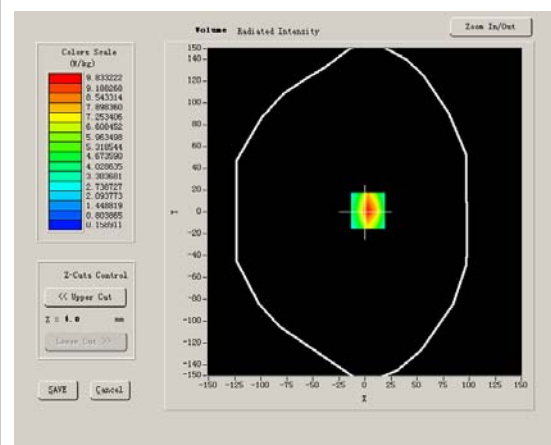 Volume Radiated Intensity
Zoom In/Out
Colors Scale
(W/kg)
9.833222
9.188268
8.543314
7.898360
7.253406
6.608452
5.963498
5.318544
4.673590
4.028635
3.383681
2.738727
2.093773
1.448819
0.803865
0.158911
Z-Cuts Control
<< Upper Cut
Z = 4.0 mm
Lower Cut >>
SAVE
Cancel
150
140
120
100
80
60
40
20
0
-20
-40
-60
-80
-100
-120
-140
-150
Y
-150 -125 -100 -75 -50 -25 0 25 50 75 100 125 150
X